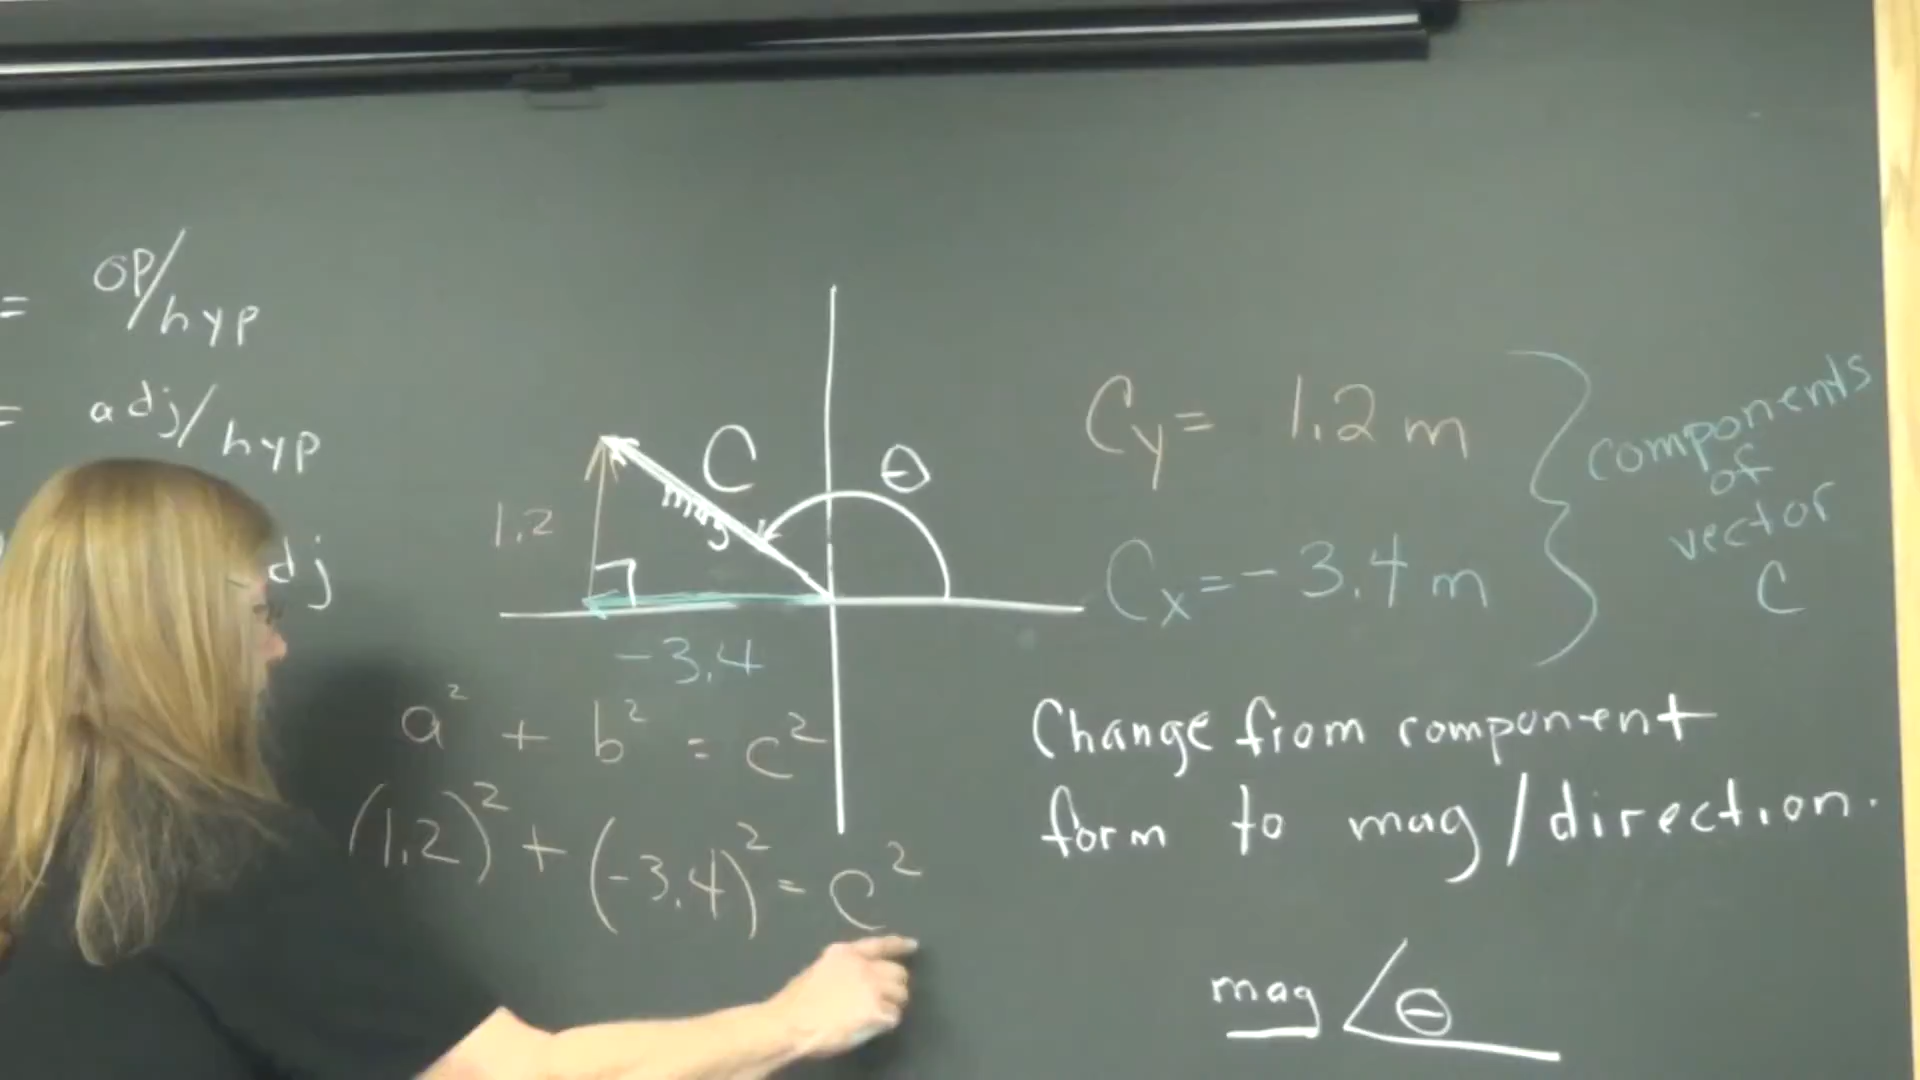 = op/hyp
= adj/hyp
dj
C
θ
mag
1.2
-3.4
a² + b² = c²
(1.2)² + (-3.4)² = c²
Cy = 1.2 m
Cx = -3.4 m
components
of
vector
C
Change from component
form to mag/direction.
mag ∠θ